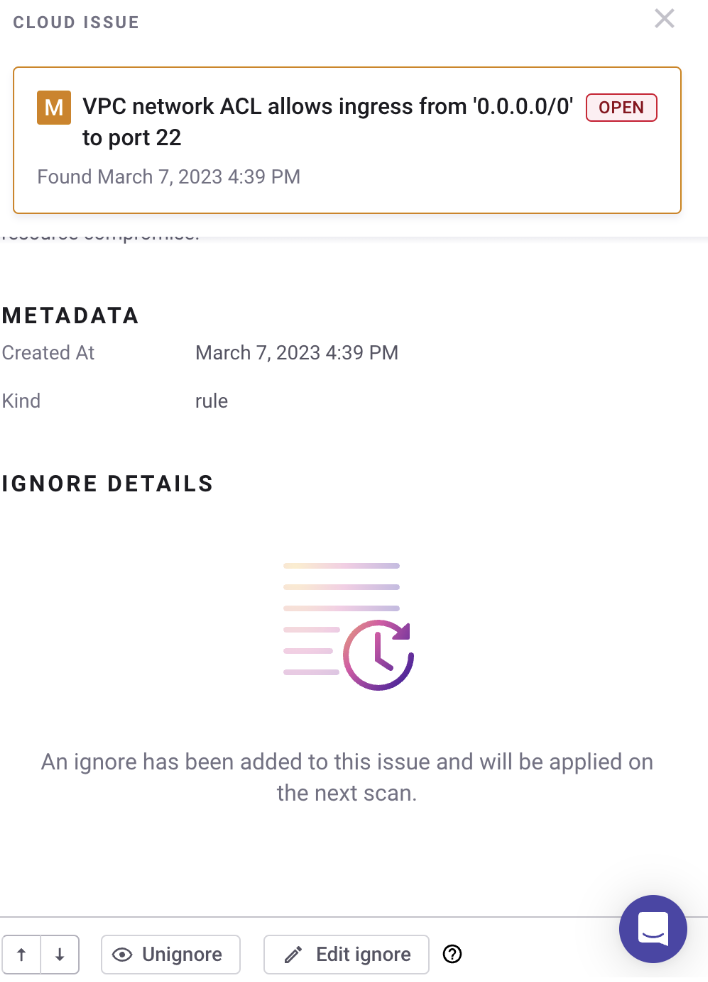 CLOUD ISSUE
M VPC network ACL allows ingress from '0.0.0.0/0' OPEN
to port 22
Found March 7, 2023 4:39 PM
resource compromise.
METADATA
Created At March 7, 2023 4:39 PM
Kind rule
IGNORE DETAILS
An ignore has been added to this issue and will be applied on
the next scan.
↑ ↓ Unignore Edit ignore ?